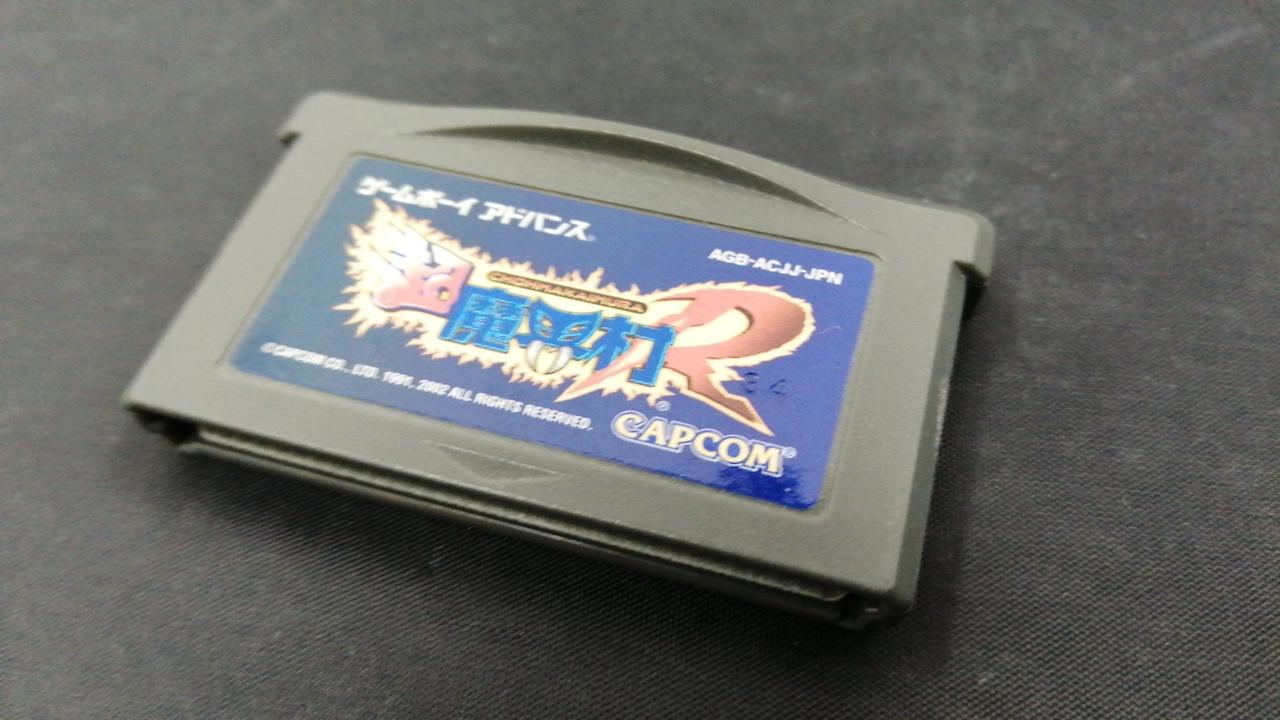 ゲームボーイ アドバンス
AGB-ACJJ-JPN
CHOHMAKAIMURA
超魔界村R
©CAPCOM CO., LTD. 1991, 2002 ALL RIGHTS RESERVED.
CAPCOM®
34